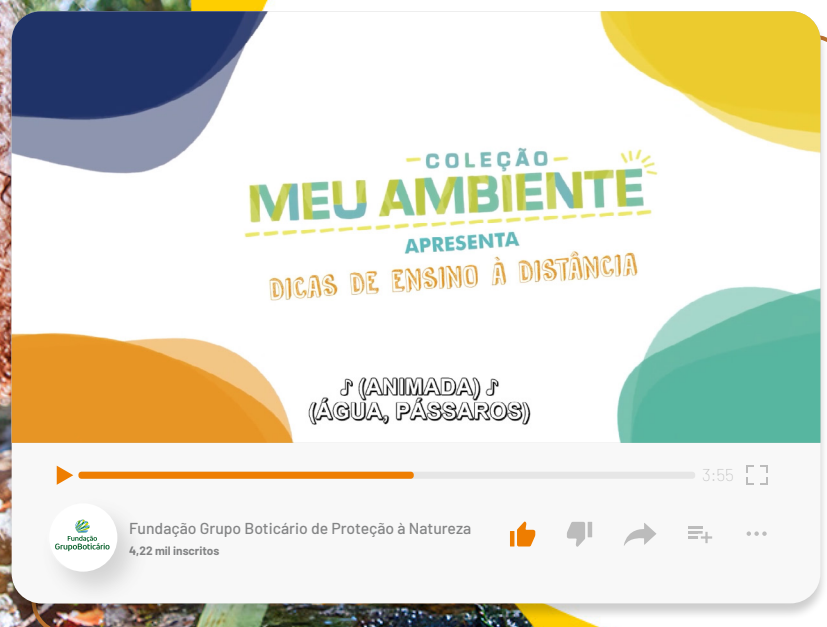 COLEÇÃO
MEU AMBIENTE
APRESENTA
DICAS DE ENSINO À DISTÂNCIA
♪ (ANIMADA) ♪
(ÁGUA, PÁSSAROS)
3:55
Fundação
GrupoBoticário
Fundação Grupo Boticário de Proteção à Natureza
4,22 mil inscritos